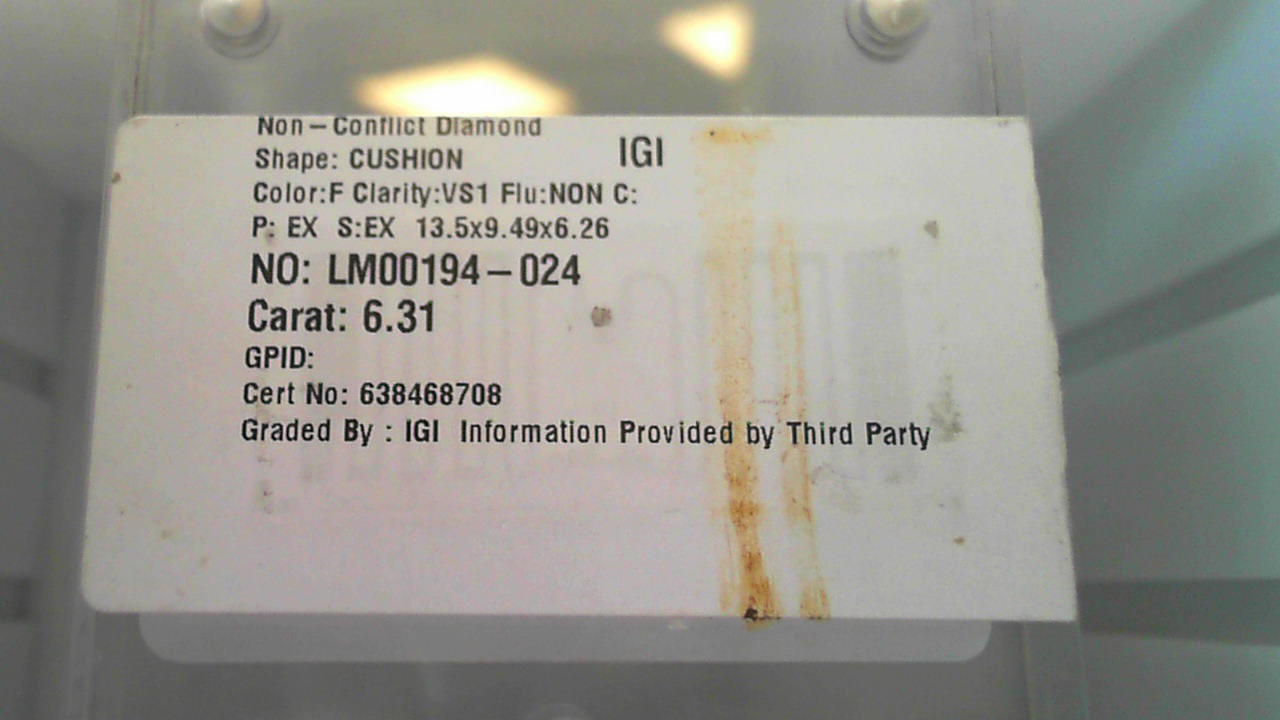 Non-Conflict Diamond
Shape: CUSHION IGI
Color:F Clarity:VS1 Flu:NON C:
P: EX S:EX 13.5x9.49x6.26
NO: LM00194-024
Carat: 6.31
GPID:
Cert No: 638468708
Graded By : IGI Information Provided by Third Party